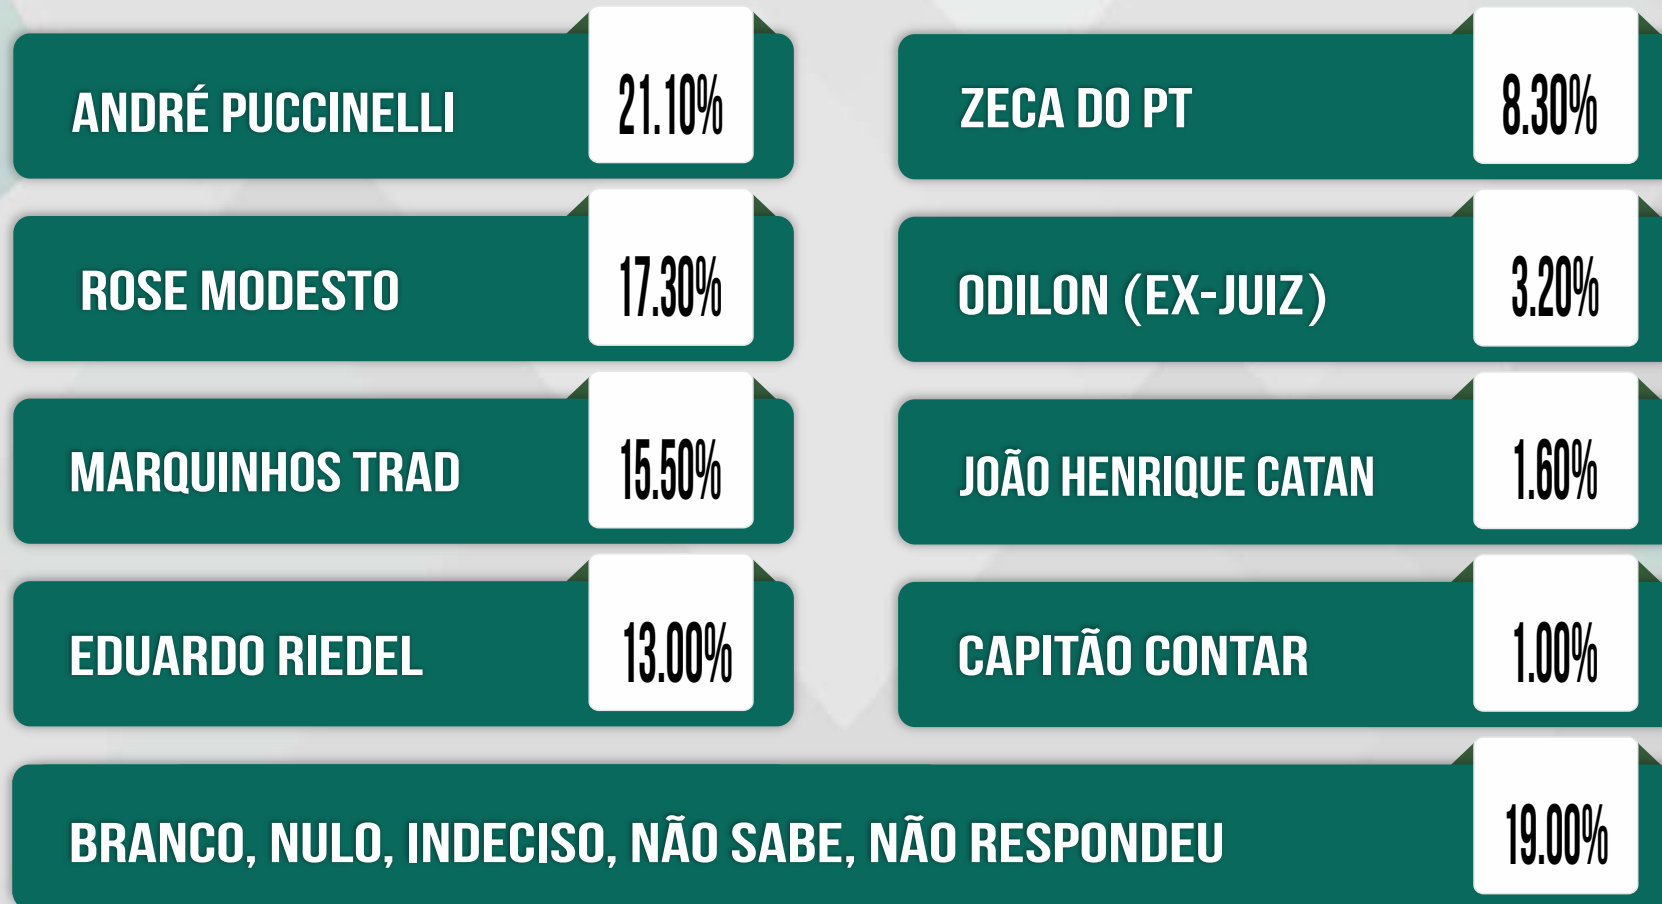 ANDRÉ PUCCINELLI 21.10%
ROSE MODESTO 17.30%
MARQUINHOS TRAD 15.50%
EDUARDO RIEDEL 13.00%
ZECA DO PT 8.30%
ODILON (EX-JUIZ) 3.20%
JOÃO HENRIQUE CATAN 1.60%
CAPITÃO CONTAR 1.00%
BRANCO, NULO, INDECISO, NÃO SABE, NÃO RESPONDEU 19.00%